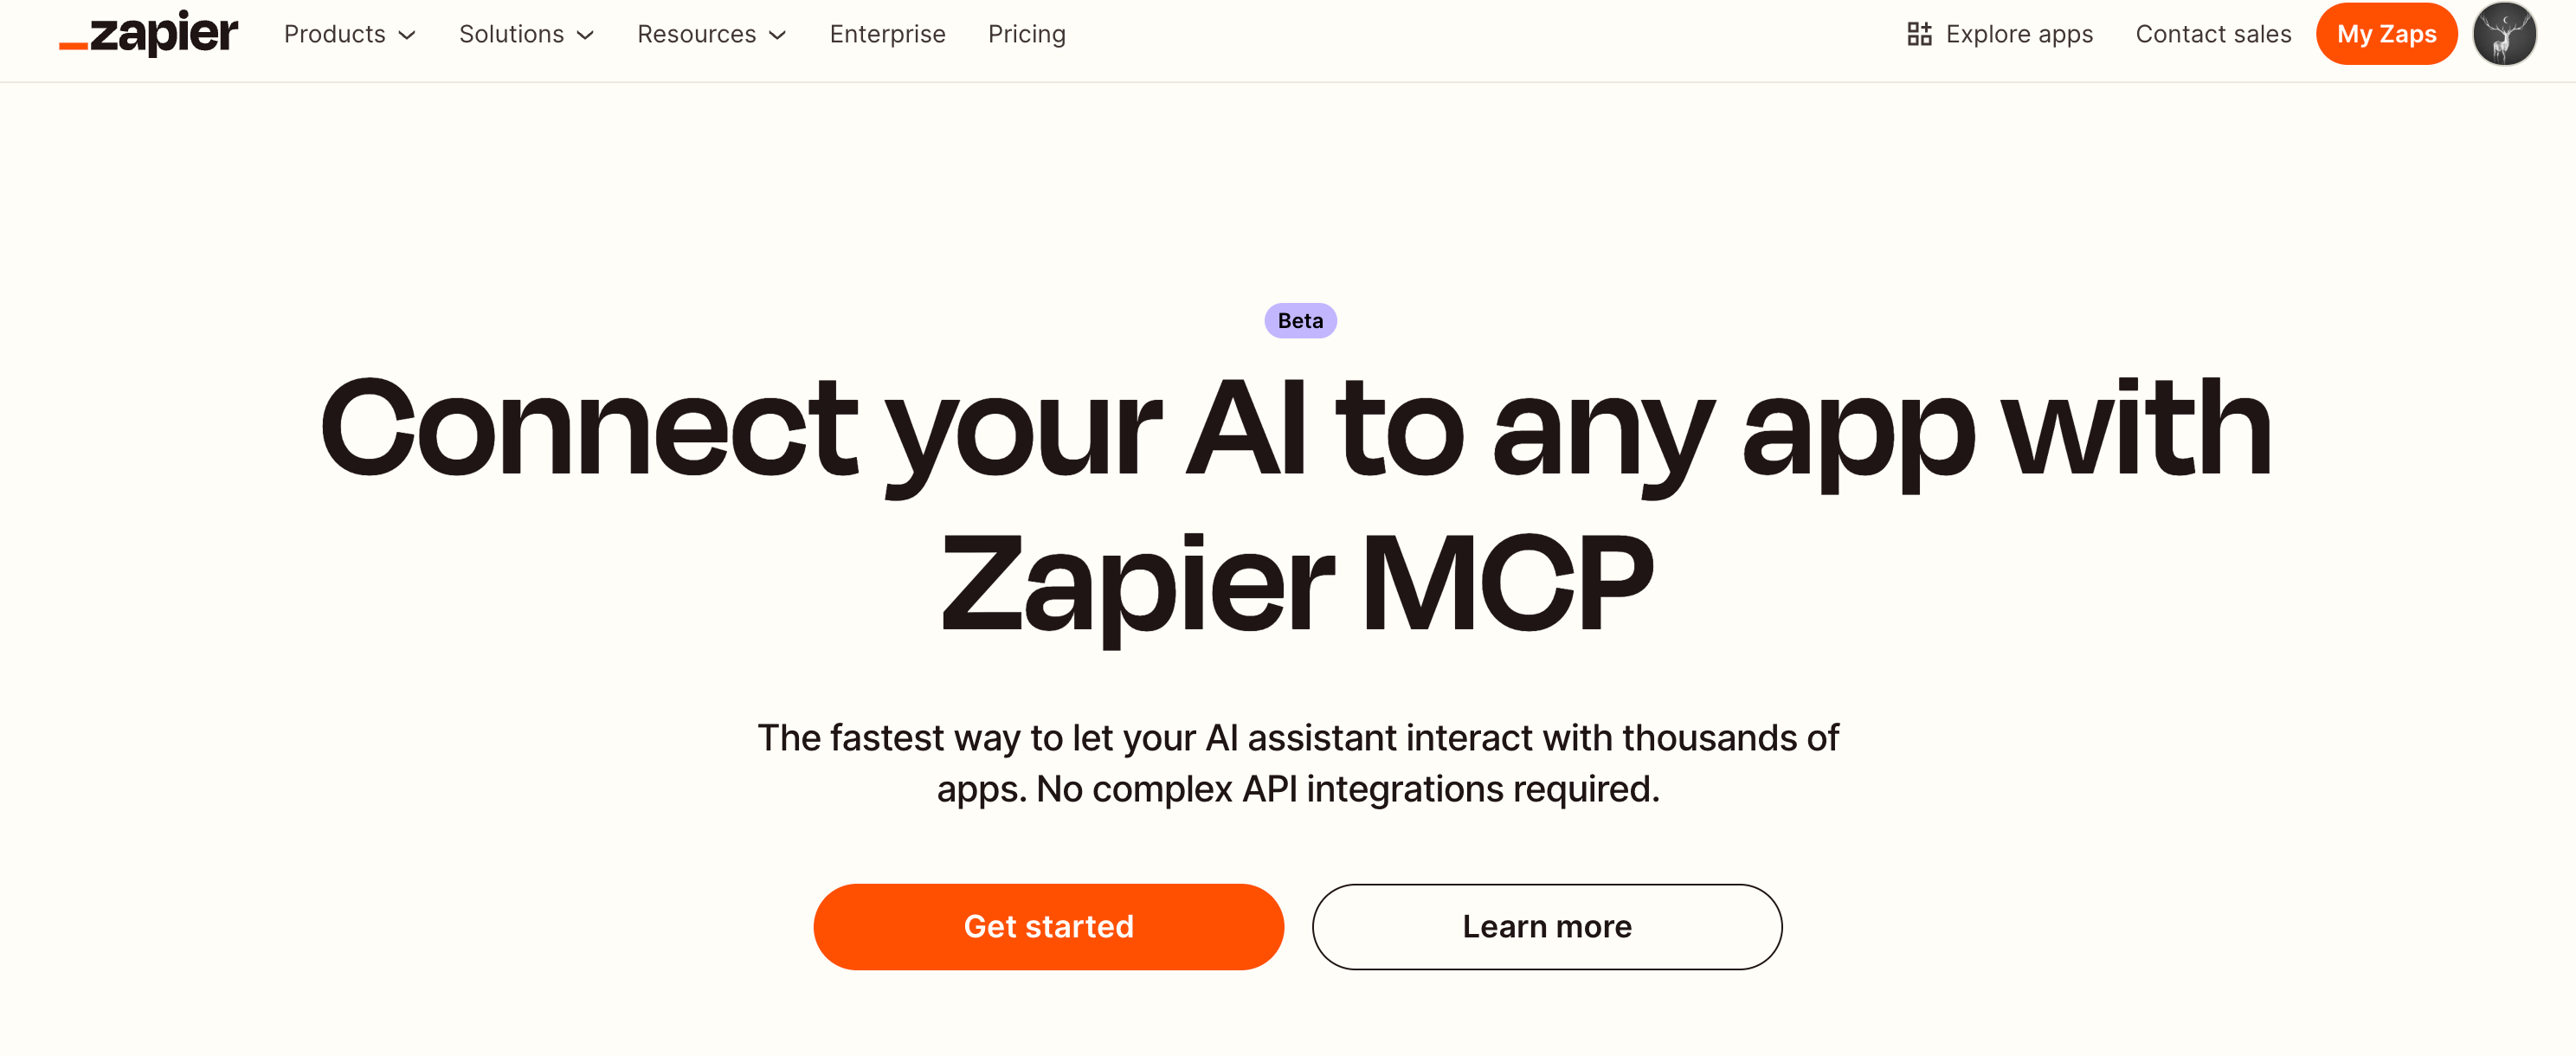 zapier
Products
Solutions
Resources
Enterprise
Pricing
Explore apps
Contact sales
My Zaps
Beta
Connect your AI to any app with
Zapier MCP
The fastest way to let your AI assistant interact with thousands of
apps. No complex API integrations required.
Get started
Learn more